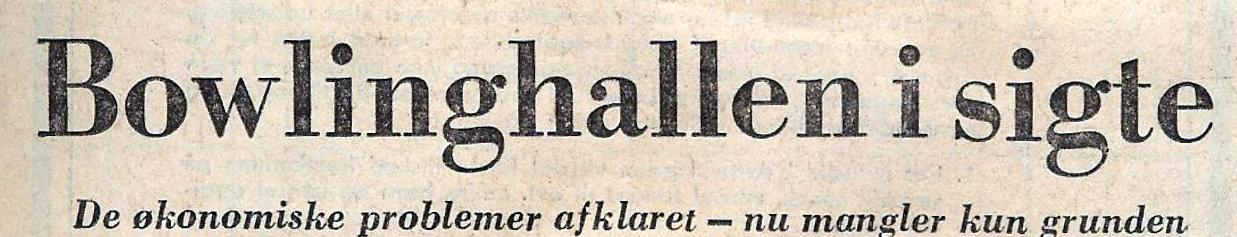 Bowlinghallen i sigte
De økonomiske problemer afklaret — nu mangler kun grunden